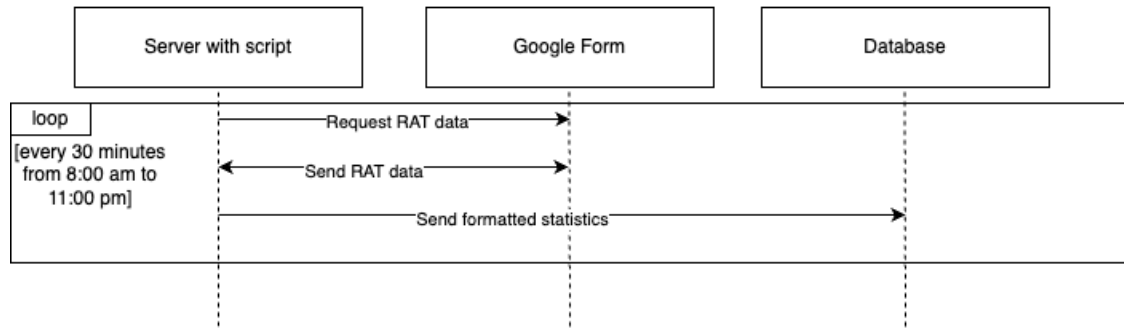 Server with script
Google Form
Database
loop
[every 30 minutes
from 8:00 am to
11:00 pm]
Request RAT data
Send RAT data
Send formatted statistics